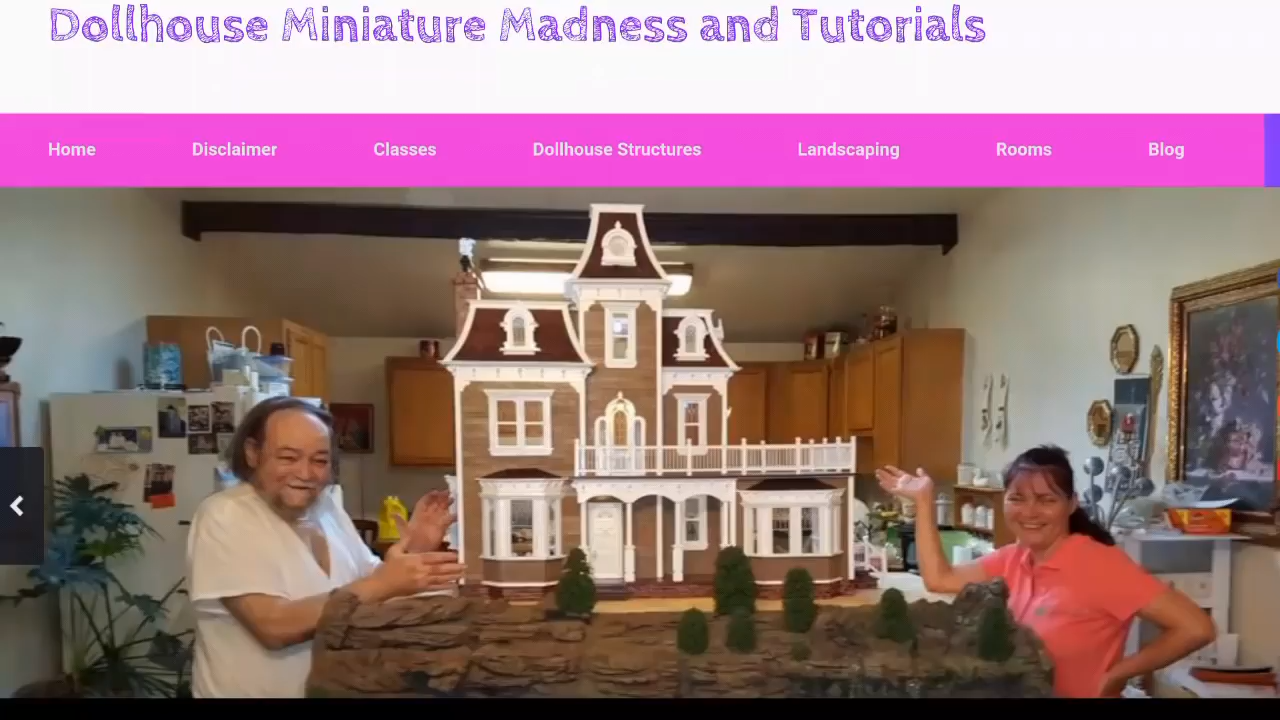 Dollhouse Miniature Madness and Tutorials
Home Disclaimer Classes Dollhouse Structures Landscaping Rooms Blog